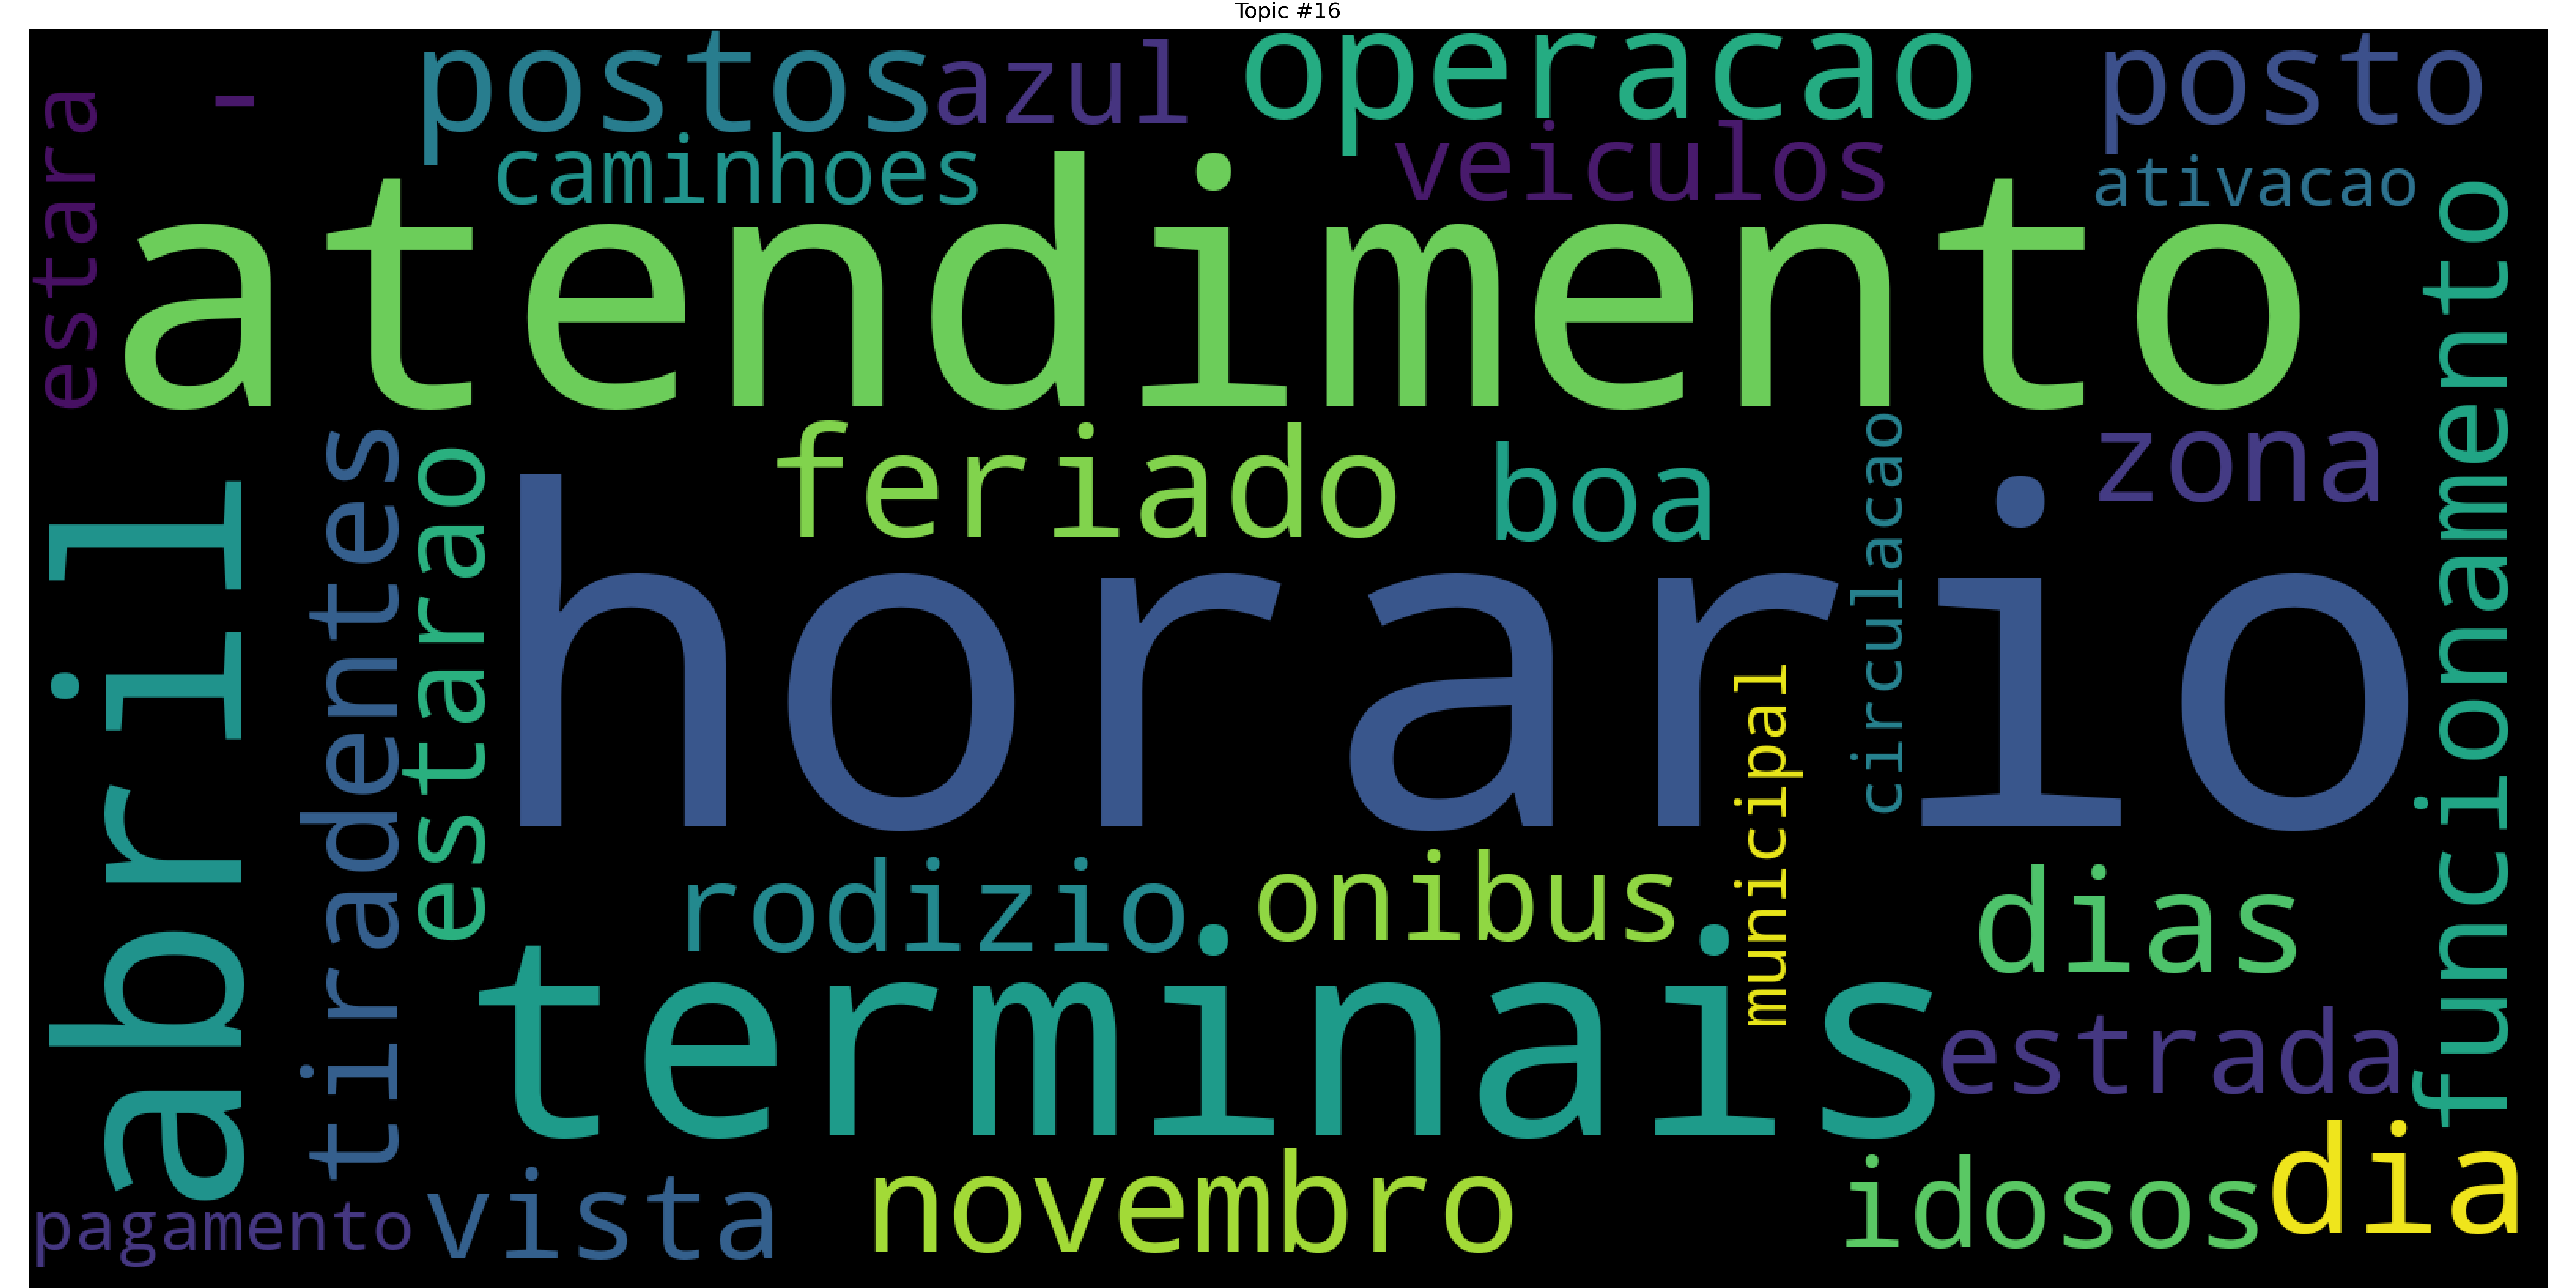 Topic #16
postos
azul
operacao
posto
estara
-
caminhoes
veiculos
ativacao
atendimento
funcionamento
abril
tiradentes
estarao
feriado
boa
circulacao
zona
horario
municipal
rodizio
onibus
dias
terminais
estrada
pagamento
vista
novembro
idosos
dia